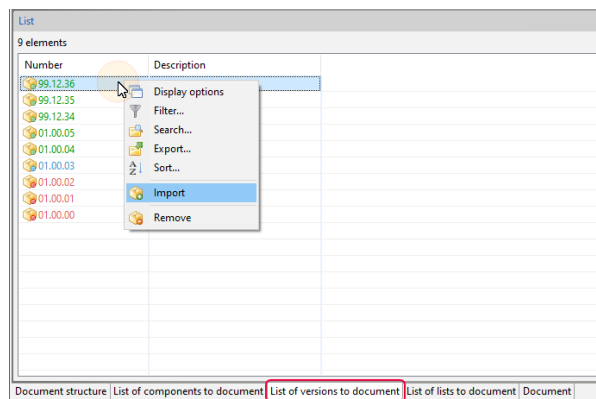 List
9 elements
Number Description
99.12.36
99.12.35
99.12.34
01.00.05
01.00.04
01.00.03
01.00.02
01.00.01
01.00.00
Display options
Filter...
Search...
Export...
Sort...
Import
Remove
Document structure List of components to document List of versions to document List of lists to document Document